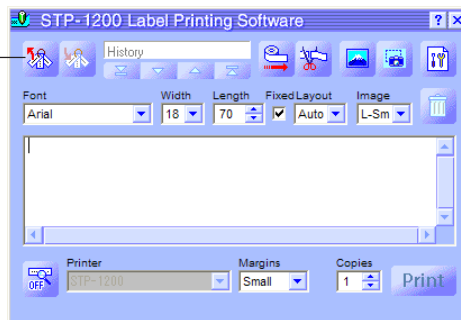 STP-1200 Label Printing Software
History
Font Width Length Fixed Layout Image
Arial 18 70 Auto L-Sm
Printer Margins Copies
OFF STP-1200 Small 1 Print